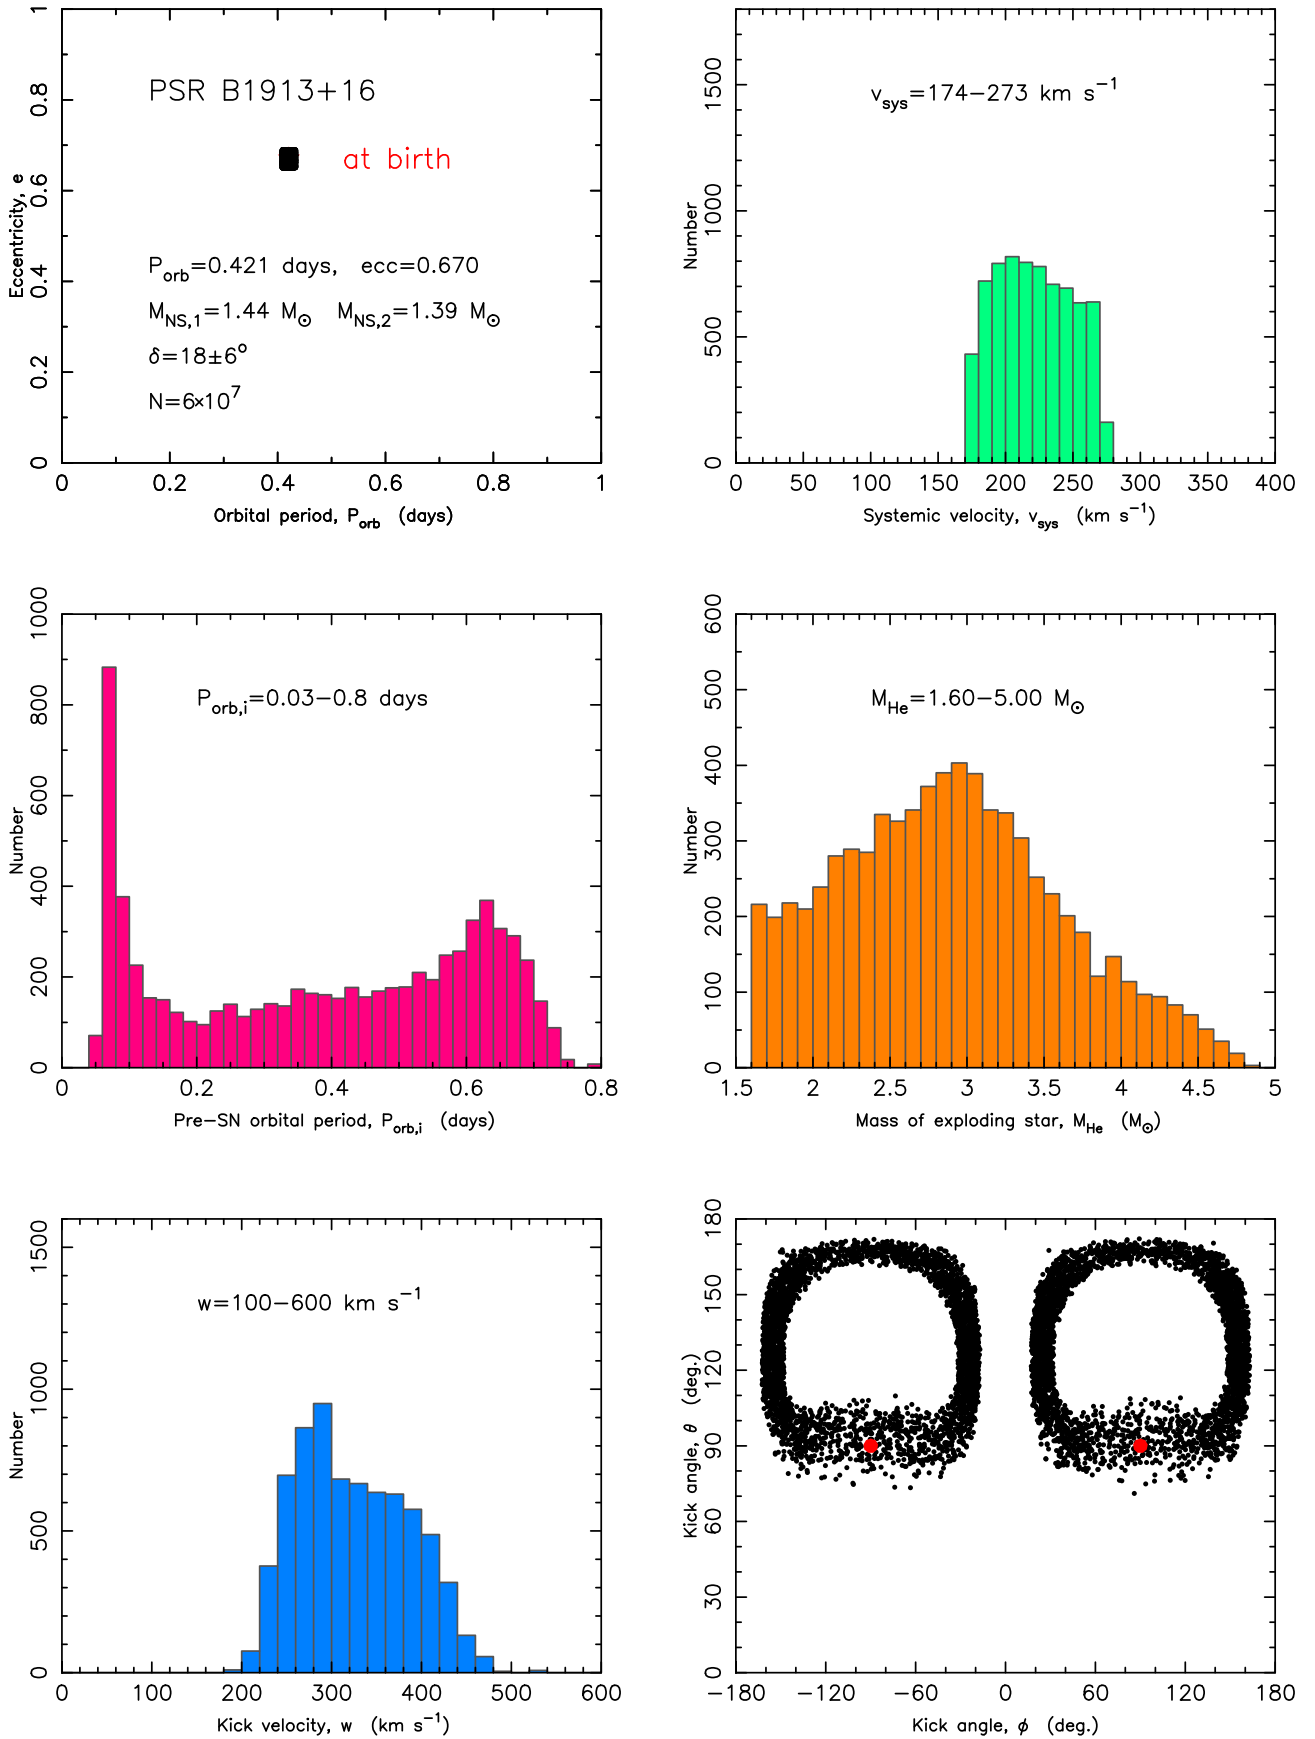 PSR B1913+16
at birth
P_orb=0.421 days, ecc=0.670
M_NS,1=1.44 M_⊙ M_NS,2=1.39 M_⊙
δ=18±6°
N=6×10^7
Eccentricity, e
0 0.2 0.4 0.6 0.8 1
0 0.2 0.4 0.6 0.8 1
Orbital period, P_orb (days)
v_sys=174−273 km s^−1
Number
0 500 1000 1500
0 50 100 150 200 250 300 350 400
Systemic velocity, v_sys (km s^−1)
P_orb,i=0.03−0.8 days
Number
0 200 400 600 800 1000
0 0.2 0.4 0.6 0.8
Pre−SN orbital period, P_orb,i (days)
M_He=1.60−5.00 M_⊙
Number
0 100 200 300 400 500 600
1.5 2 2.5 3 3.5 4 4.5 5
Mass of exploding star, M_He (M_⊙)
w=100−600 km s^−1
Number
0 500 1000 1500
0 100 200 300 400 500 600
Kick velocity, w (km s^−1)
Kick angle, θ (deg.)
0 30 60 90 120 150 180
−180 −120 −60 0 60 120 180
Kick angle, ϕ (deg.)